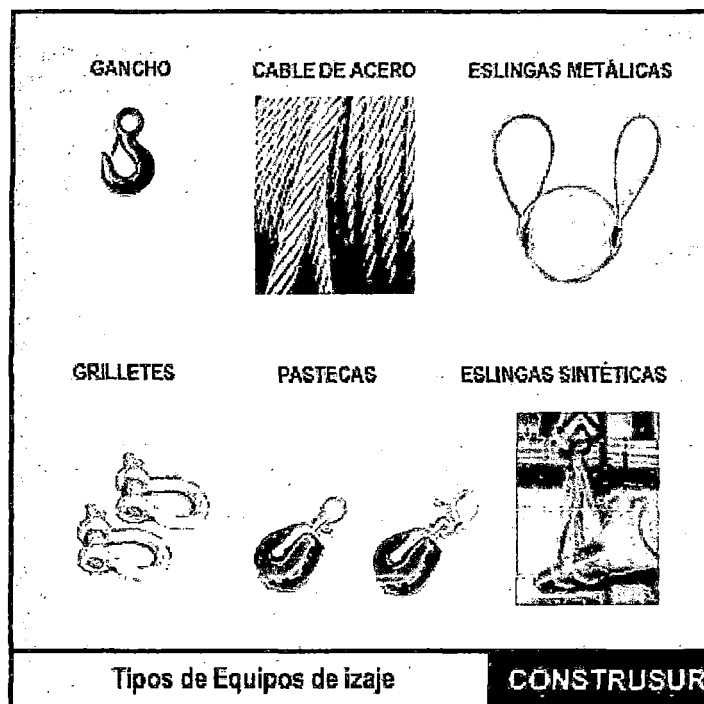 GANCHO CABLE DE ACERO ESLINGAS METÁLICAS
GRILLETES PASTECAS ESLINGAS SINTÉTICAS
Tipos de Equipos de izaje CONSTRUSUR